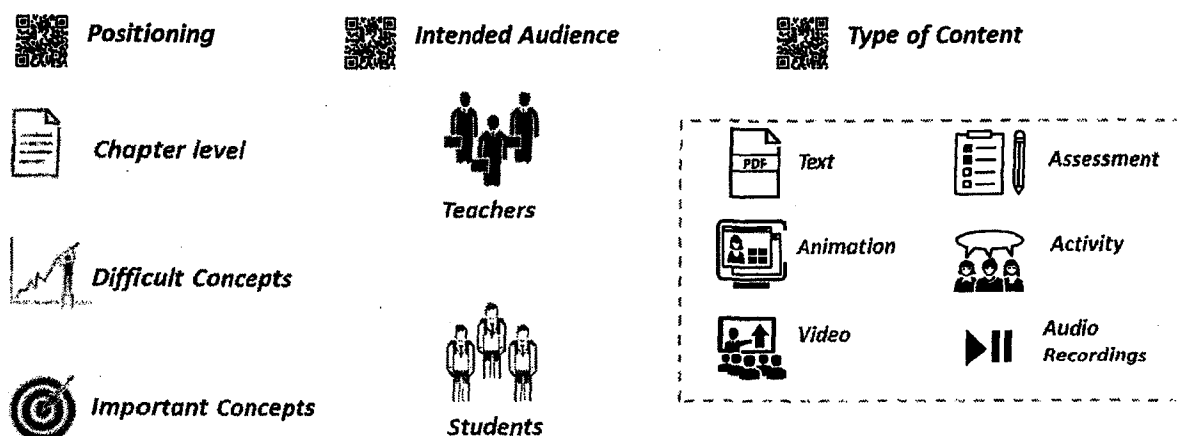 Positioning
Intended Audience
Type of Content
Chapter level
Difficult Concepts
Important Concepts
Teachers
Students
PDF
Text
Assessment
Animation
Activity
Video
Audio
Recordings